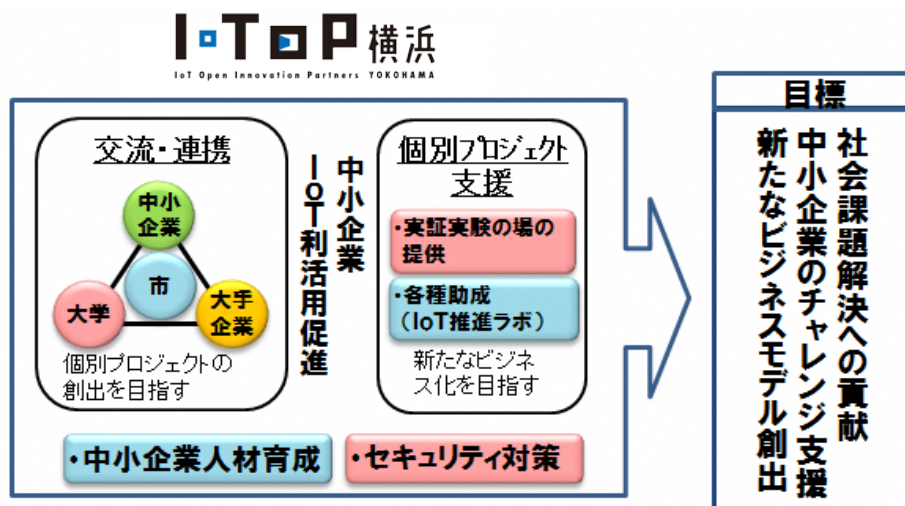 I・TOP 横浜
IoT Open Innovation Partners YOKOHAMA
交流・連携
中小
企業
市
大学
大手
企業
個別プロジェクトの
創出を目指す
中小企業
IoT利活用促進
個別プロジェクト
支援
・実証実験の場の
提供
・各種助成
（IoT推進ラボ）
新たなビジネ
ス化を目指す
・中小企業人材育成
・セキュリティ対策
目標
社会課題解決への貢献
中小企業のチャレンジ支援
新たなビジネスモデル創出